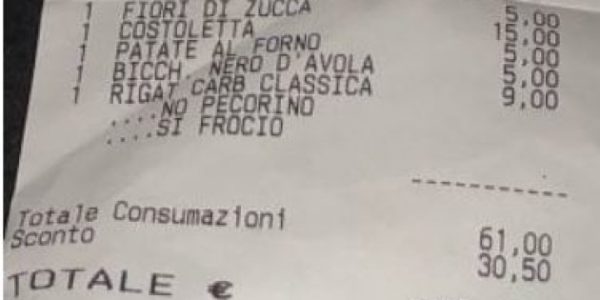 1 FIORI DI ZUCCA 5,00
1 COSTOLETTA 15,00
1 PATATE AL FORNO 5,00
1 BICCH. NERO D'AVOLA 5,00
1 RIGAT CARB CLASSICA 9,00
....NO PECORINO
....SI FROCIO
-----------
Totale Consumazioni 61,00
Sconto 30,50
TOTALE €